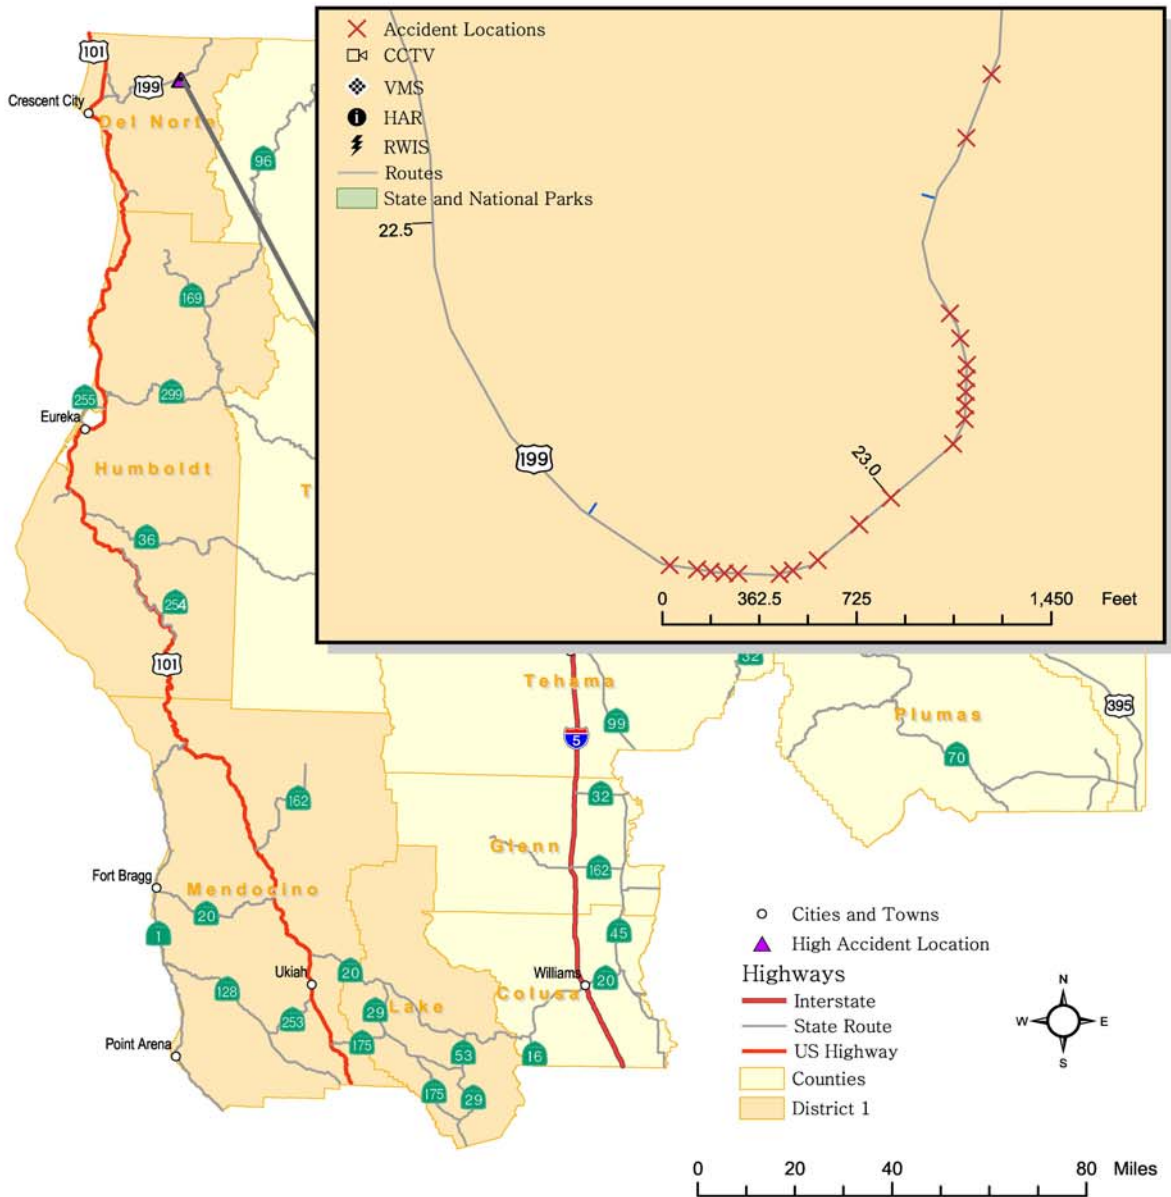 101
199
Crescent City
Del Norte
96
169
255
299
Eureka
Humboldt
T
36
254
101
Accident Locations
CCTV
VMS
i HAR
RWIS
Routes
State and National Parks
22.5
199
23.0
0 362.5 725 1,450 Feet
32
Tehama
99
5
Plumas
395
70
162
32
Glenn
162
Fort Bragg
Mendocino
20
1
45
Ukiah
20
Williams
20
Colusa
128
29
Lake
253
175
Point Arena
53
16
175
29
Cities and Towns
High Accident Location
Highways
Interstate
State Route
US Highway
Counties
District 1
N
W E
S
0 20 40 60 80 Miles